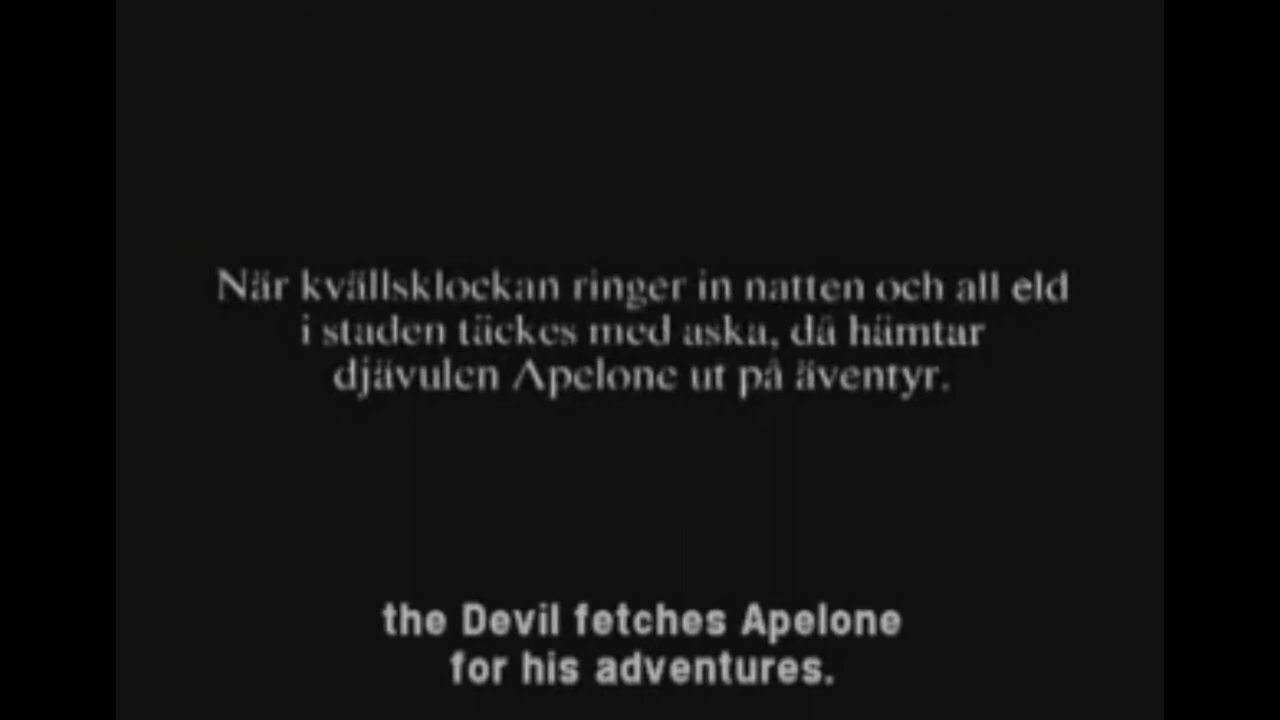 När kvällsklockan ringer in natten och all eld
i staden täckes med aska, då hämtar
djävulen Apelone ut på äventyr.
the Devil fetches Apelone
for his adventures.